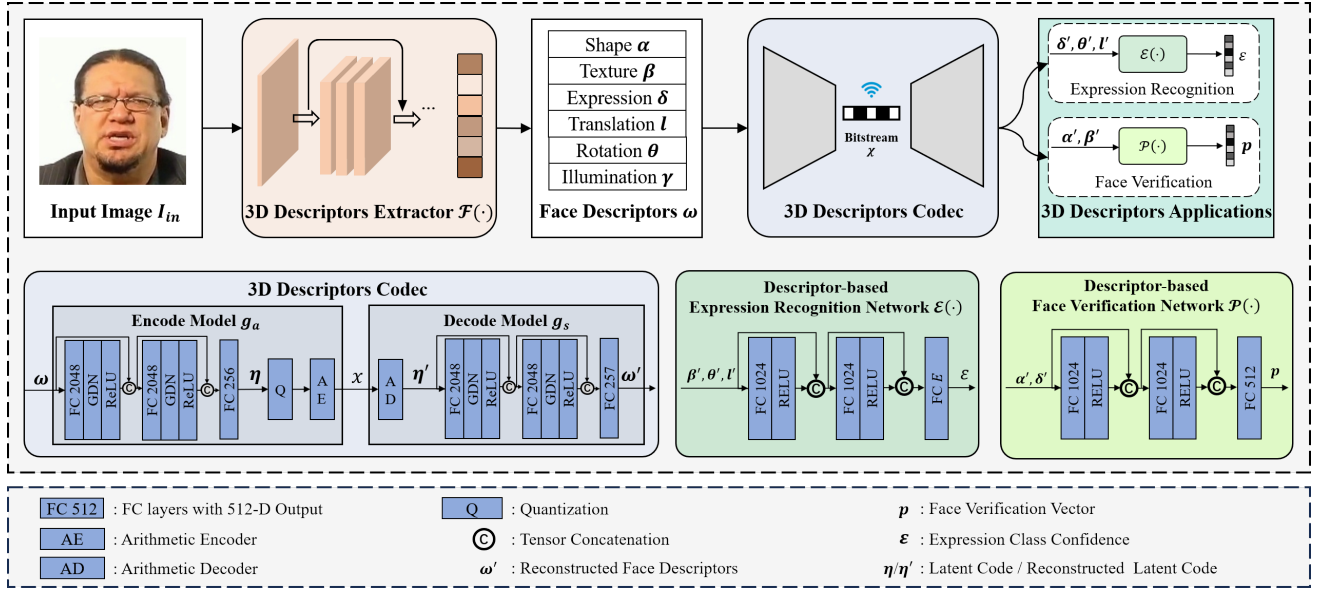 Input Image I_in
...
3D Descriptors Extractor ℱ(·)
Shape α
Texture β
Expression δ
Translation l
Rotation θ
Illumination γ
Face Descriptors ω
Bitstream
χ
3D Descriptors Codec
δ', θ', l'
ℰ(·)
ε
Expression Recognition
α', β'
𝒫(·)
p
Face Verification
3D Descriptors Applications
3D Descriptors Codec
Encode Model g_a
ω
FC 2048
GDN
ReLU
C
FC 2048
GDN
ReLU
C
FC 256
η
Q
A
E
χ
Decode Model g_s
A
D
η'
FC 2048
GDN
ReLU
C
FC 2048
GDN
ReLU
C
FC 257
ω'
Descriptor-based
Expression Recognition Network ℰ(·)
β', θ', l'
FC 1024
RELU
C
FC 1024
RELU
C
FC E
ε
Descriptor-based
Face Verification Network 𝒫(·)
α', δ'
FC 1024
RELU
C
FC 1024
RELU
C
FC 512
p
FC 512 : FC layers with 512-D Output
Q : Quantization
p : Face Verification Vector
AE : Arithmetic Encoder
C : Tensor Concatenation
ε : Expression Class Confidence
AD : Arithmetic Decoder
ω' : Reconstructed Face Descriptors
η/η' : Latent Code / Reconstructed Latent Code